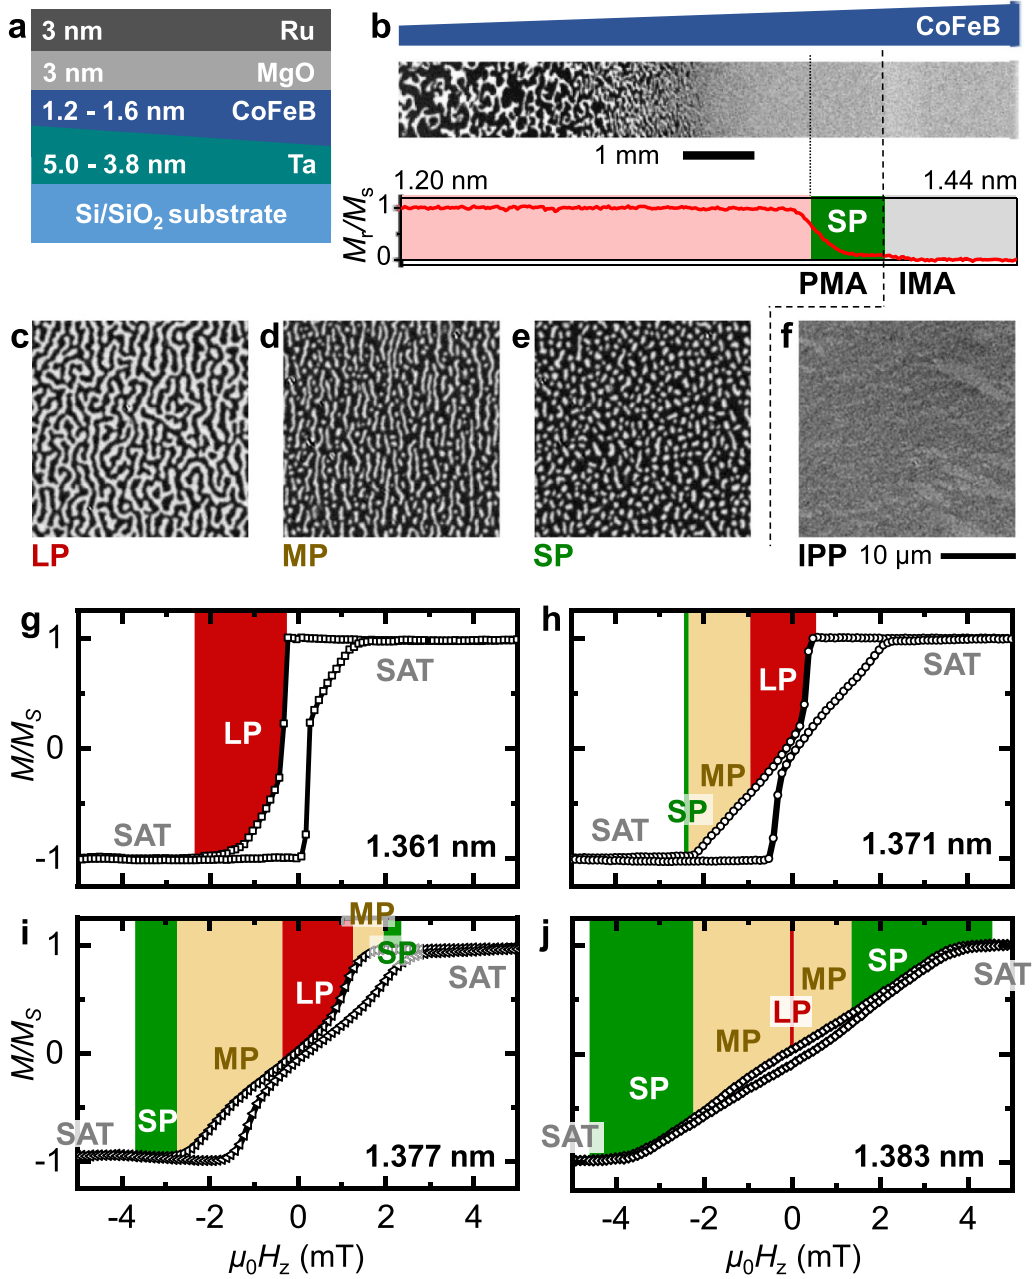 a
3 nm Ru
3 nm MgO
1.2 - 1.6 nm CoFeB
5.0 - 3.8 nm Ta
Si/SiO2 substrate
b
CoFeB
1 mm
1.20 nm 1.44 nm
Mr/Ms
1
0
SP
PMA IMA
c
LP
d
MP
e
SP
f
IPP 10 µm
g
M/MS
1
0
-1
SAT
LP
SAT
1.361 nm
h
LP
SAT
MP
SP
SAT
1.371 nm
i
M/MS
1
0
-1
MP
SP
SAT
LP
MP
SP
SAT
1.377 nm
-4 -2 0 2 4
µ0Hz (mT)
j
SP
SAT
MP
LP
MP
SP
SAT
1.383 nm
-4 -2 0 2 4
µ0Hz (mT)